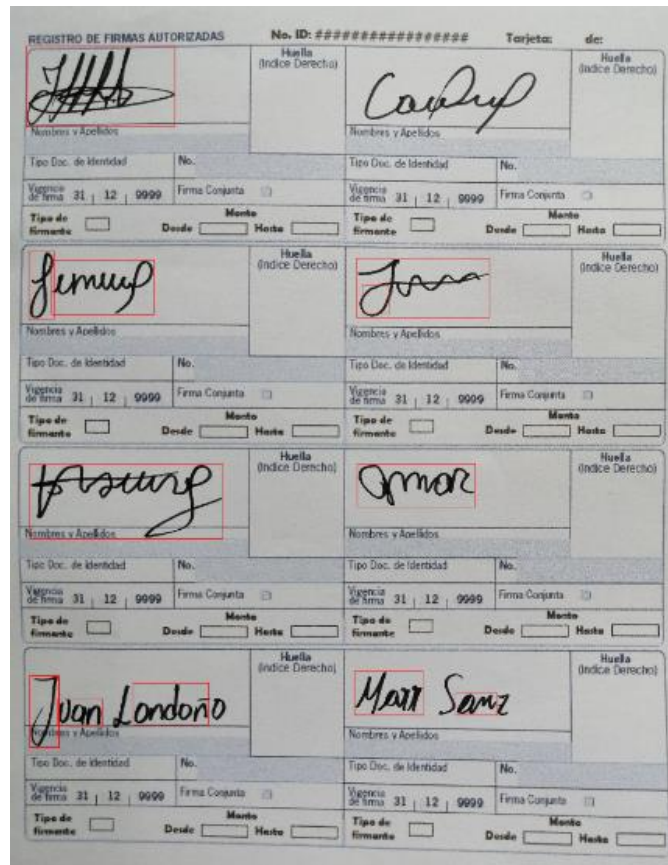 REGISTRO DE FIRMAS AUTORIZADAS No. ID: ################# Tarjeta: de:
Huella
(Indice Derecho)
Huella
(Indice Derecho)
Nombres y Apellidos
Nombres y Apellidos
Tipo Doc. de Identidad No.
Tipo Doc. de Identidad No.
Vigencia de firma 31 12 9999 Firma Conjunta
Vigencia de firma 31 12 9999 Firma Conjunta
Tipo de firmante Monto Desde Hasta
Tipo de firmante Monto Desde Hasta
Huella
(Indice Derecho)
Huella
(Indice Derecho)
Nombres y Apellidos
Nombres y Apellidos
Tipo Doc. de Identidad No.
Tipo Doc. de Identidad No.
Vigencia de firma 31 12 9999 Firma Conjunta
Vigencia de firma 31 12 9999 Firma Conjunta
Tipo de firmante Monto Desde Hasta
Tipo de firmante Monto Desde Hasta
Huella
(Indice Derecho)
Huella
(Indice Derecho)
Omar
Nombres y Apellidos
Nombres y Apellidos
Tipo Doc. de Identidad No.
Tipo Doc. de Identidad No.
Vigencia de firma 31 12 9999 Firma Conjunta
Vigencia de firma 31 12 9999 Firma Conjunta
Tipo de firmante Monto Desde Hasta
Tipo de firmante Monto Desde Hasta
Huella
(Indice Derecho)
Huella
(Indice Derecho)
Juan Londoño
Sanz
Nombres y Apellidos
Nombres y Apellidos
Tipo Doc. de Identidad No.
Tipo Doc. de Identidad No.
Vigencia de firma 31 12 9999 Firma Conjunta
Vigencia de firma 31 12 9999 Firma Conjunta
Tipo de firmante Monto Desde Hasta
Tipo de firmante Monto Desde Hasta